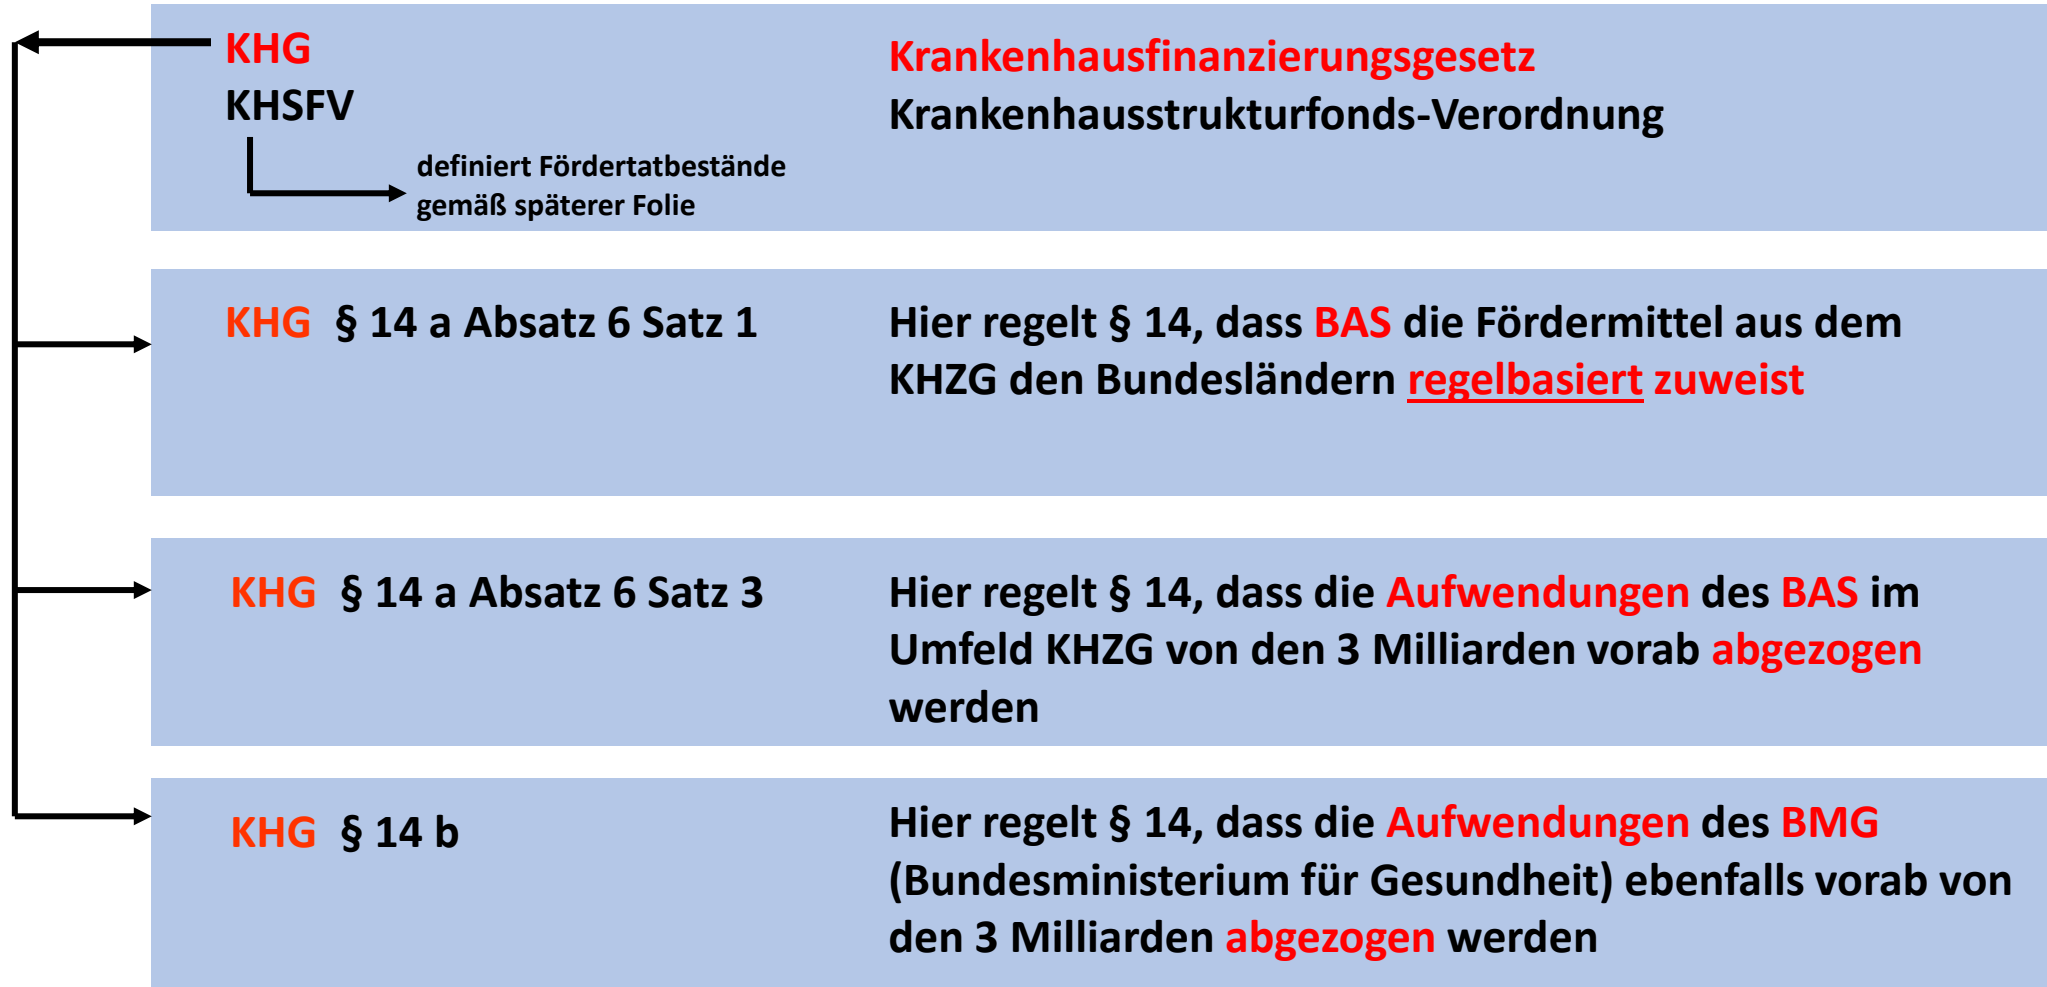 KHG
KHSFV
definiert Fördertatbestände
gemäß späterer Folie
Krankenhausfinanzierungsgesetz
Krankenhausstrukturfonds-Verordnung
KHG § 14 a Absatz 6 Satz 1
Hier regelt § 14, dass BAS die Fördermittel aus dem
KHZG den Bundesländern regelbasiert zuweist
KHG § 14 a Absatz 6 Satz 3
Hier regelt § 14, dass die Aufwendungen des BAS im
Umfeld KHZG von den 3 Milliarden vorab abgezogen
werden
KHG § 14 b
Hier regelt § 14, dass die Aufwendungen des BMG
(Bundesministerium für Gesundheit) ebenfalls vorab von
den 3 Milliarden abgezogen werden